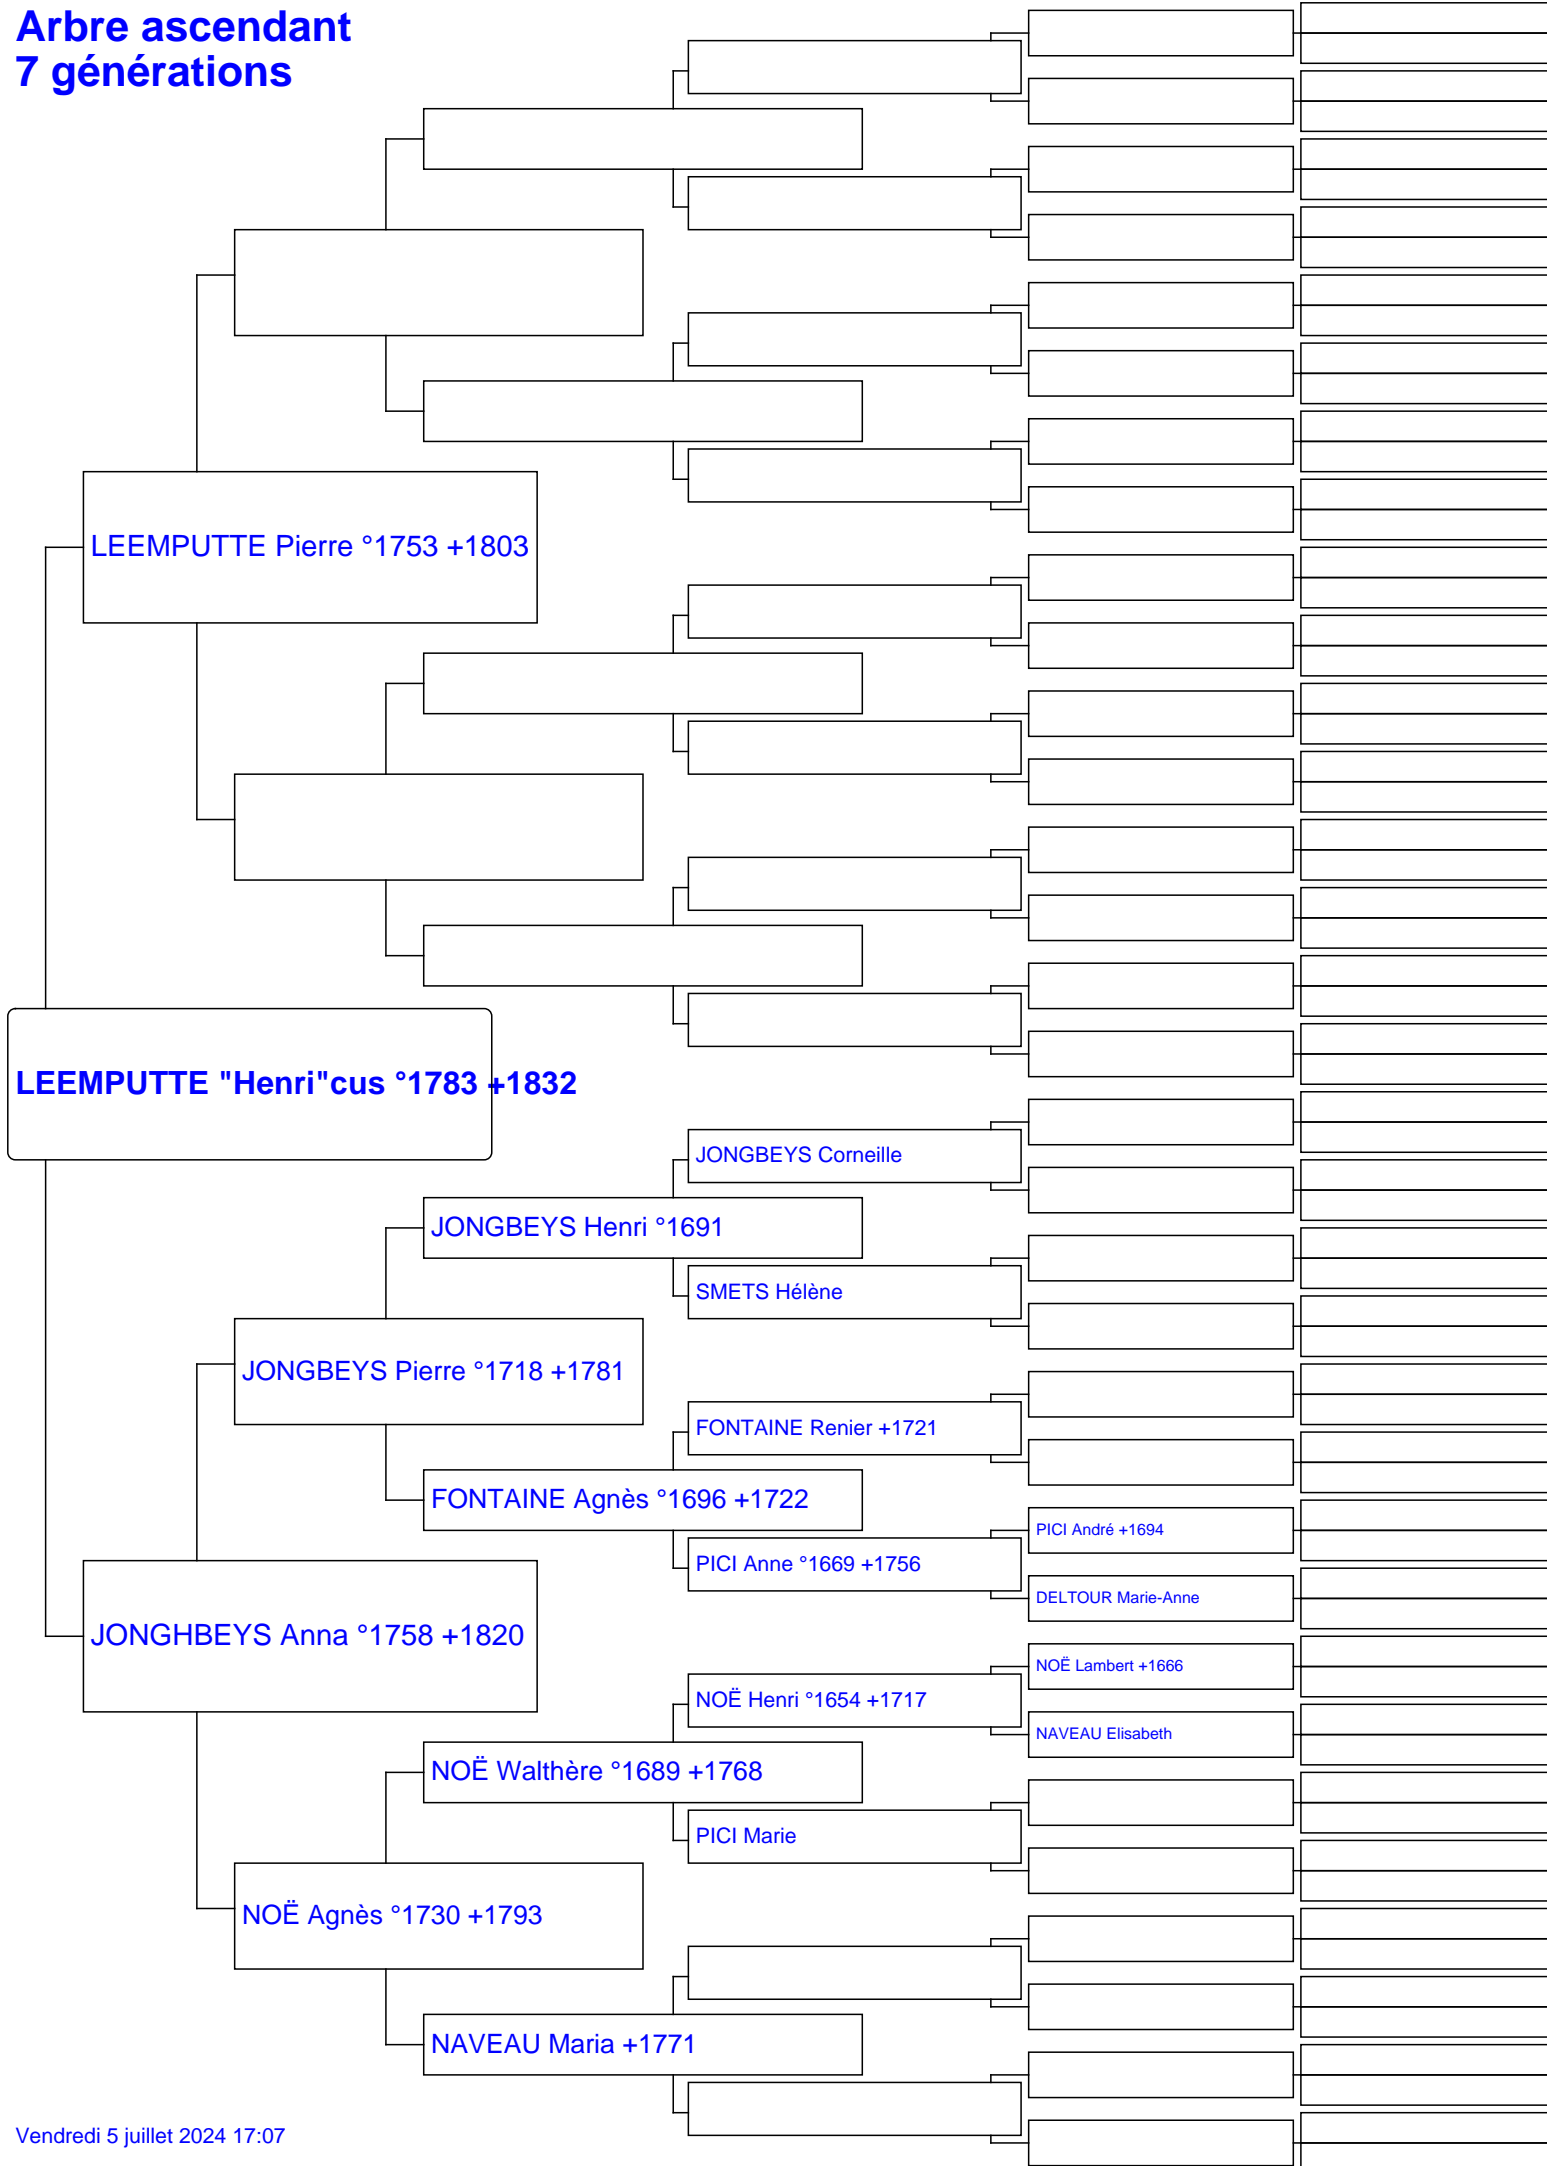 Arbre ascendant
7 générations
LEEMPUTTE Pierre °1753 +1803
LEEMPUTTE "Henri"cus °1783 +1832
JONGBEYS Corneille
JONGBEYS Henri °1691
SMETS Hélène
JONGBEYS Pierre °1718 +1781
FONTAINE Renier +1721
FONTAINE Agnès °1696 +1722
PICI André +1694
PICI Anne °1669 +1756
DELTOUR Marie-Anne
JONGHBEYS Anna °1758 +1820
NOË Lambert +1666
NOË Henri °1654 +1717
NAVEAU Elisabeth
NOË Walthère °1689 +1768
PICI Marie
NOË Agnès °1730 +1793
NAVEAU Maria +1771
Vendredi 5 juillet 2024 17:07